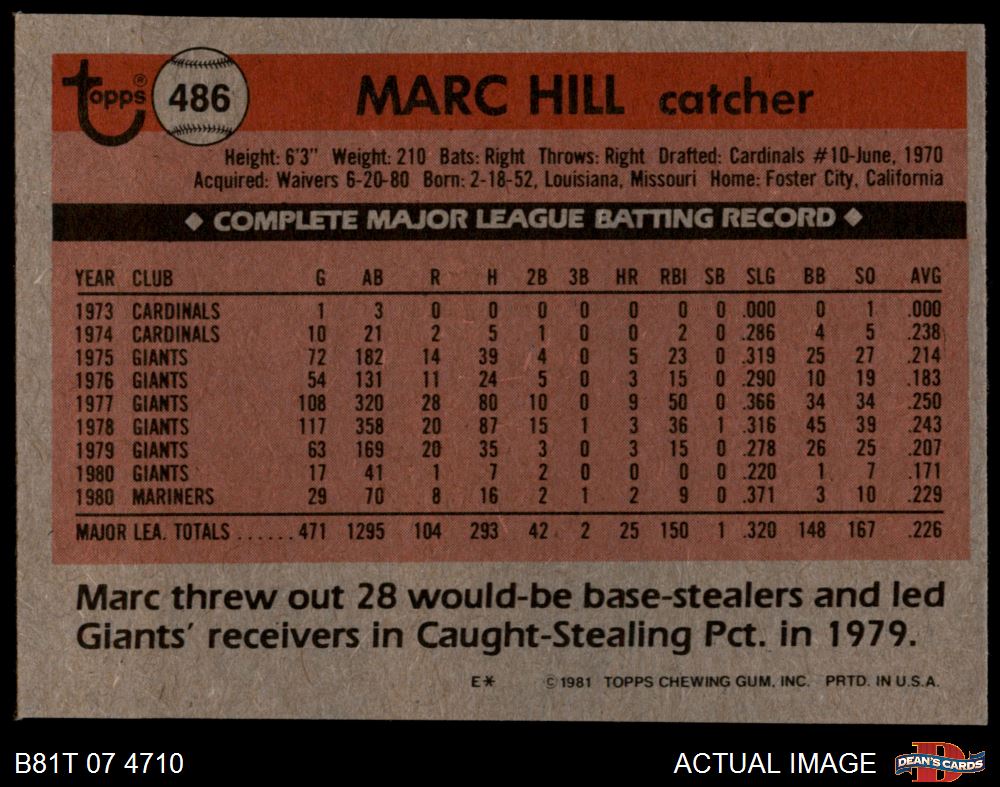 Topps® 486 MARC HILL catcher
Height: 6'3" Weight: 210 Bats: Right Throws: Right Drafted: Cardinals #10-June, 1970
Acquired: Waivers 6-20-80 Born: 2-18-52, Louisiana, Missouri Home: Foster City, California
◆ COMPLETE MAJOR LEAGUE BATTING RECORD ◆
YEAR CLUB G AB R H 2B 3B HR RBI SB SLG BB SO AVG
1973 CARDINALS 1 3 0 0 0 0 0 0 0 .000 0 1 .000
1974 CARDINALS 10 21 2 5 1 0 0 2 0 .286 4 5 .238
1975 GIANTS 72 182 14 39 4 0 5 23 0 .319 25 27 .214
1976 GIANTS 54 131 11 24 5 0 3 15 0 .290 10 19 .183
1977 GIANTS 108 320 28 80 10 0 9 50 0 .366 34 34 .250
1978 GIANTS 117 358 20 87 15 1 3 36 1 .316 45 39 .243
1979 GIANTS 63 169 20 35 3 0 3 15 0 .278 26 25 .207
1980 GIANTS 17 41 1 7 2 0 0 0 0 .220 1 7 .171
1980 MARINERS 29 70 8 16 2 1 2 9 0 .371 3 10 .229
MAJOR LEA. TOTALS ......471 1295 104 293 42 2 25 150 1 .320 148 167 .226
Marc threw out 28 would-be base-stealers and led
Giants' receivers in Caught-Stealing Pct. in 1979.
E* © 1981 TOPPS CHEWING GUM, INC. PRTD. IN U.S.A.
B81T 07 4710 ACTUAL IMAGE D DEAN'S CARDS